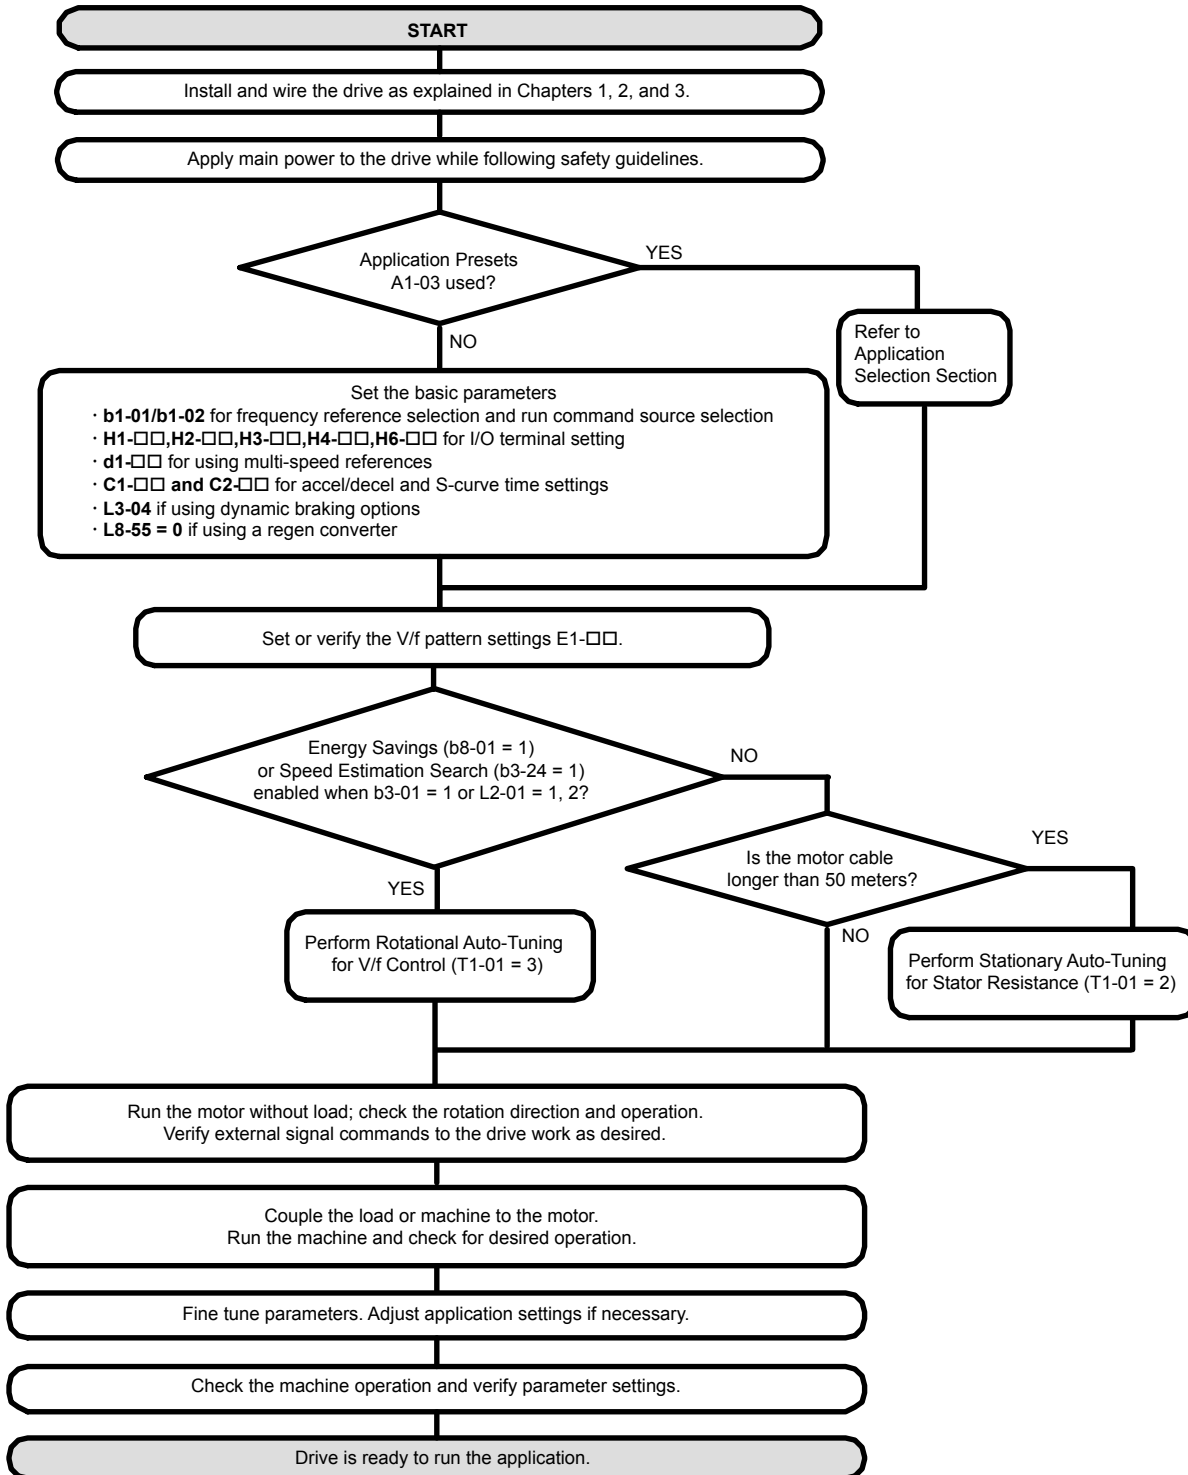 START
Install and wire the drive as explained in Chapters 1, 2, and 3.
Apply main power to the drive while following safety guidelines.
Application Presets
A1-03 used?
YES
NO
Refer to
Application
Selection Section
Set the basic parameters
· b1-01/b1-02 for frequency reference selection and run command source selection
· H1-□□,H2-□□,H3-□□,H4-□□,H6-□□ for I/O terminal setting
· d1-□□ for using multi-speed references
· C1-□□ and C2-□□ for accel/decel and S-curve time settings
· L3-04 if using dynamic braking options
· L8-55 = 0 if using a regen converter
Set or verify the V/f pattern settings E1-□□.
Energy Savings (b8-01 = 1)
or Speed Estimation Search (b3-24 = 1)
enabled when b3-01 = 1 or L2-01 = 1, 2?
NO
YES
Is the motor cable
longer than 50 meters?
YES
NO
Perform Rotational Auto-Tuning
for V/f Control (T1-01 = 3)
Perform Stationary Auto-Tuning
for Stator Resistance (T1-01 = 2)
Run the motor without load; check the rotation direction and operation.
Verify external signal commands to the drive work as desired.
Couple the load or machine to the motor.
Run the machine and check for desired operation.
Fine tune parameters. Adjust application settings if necessary.
Check the machine operation and verify parameter settings.
Drive is ready to run the application.